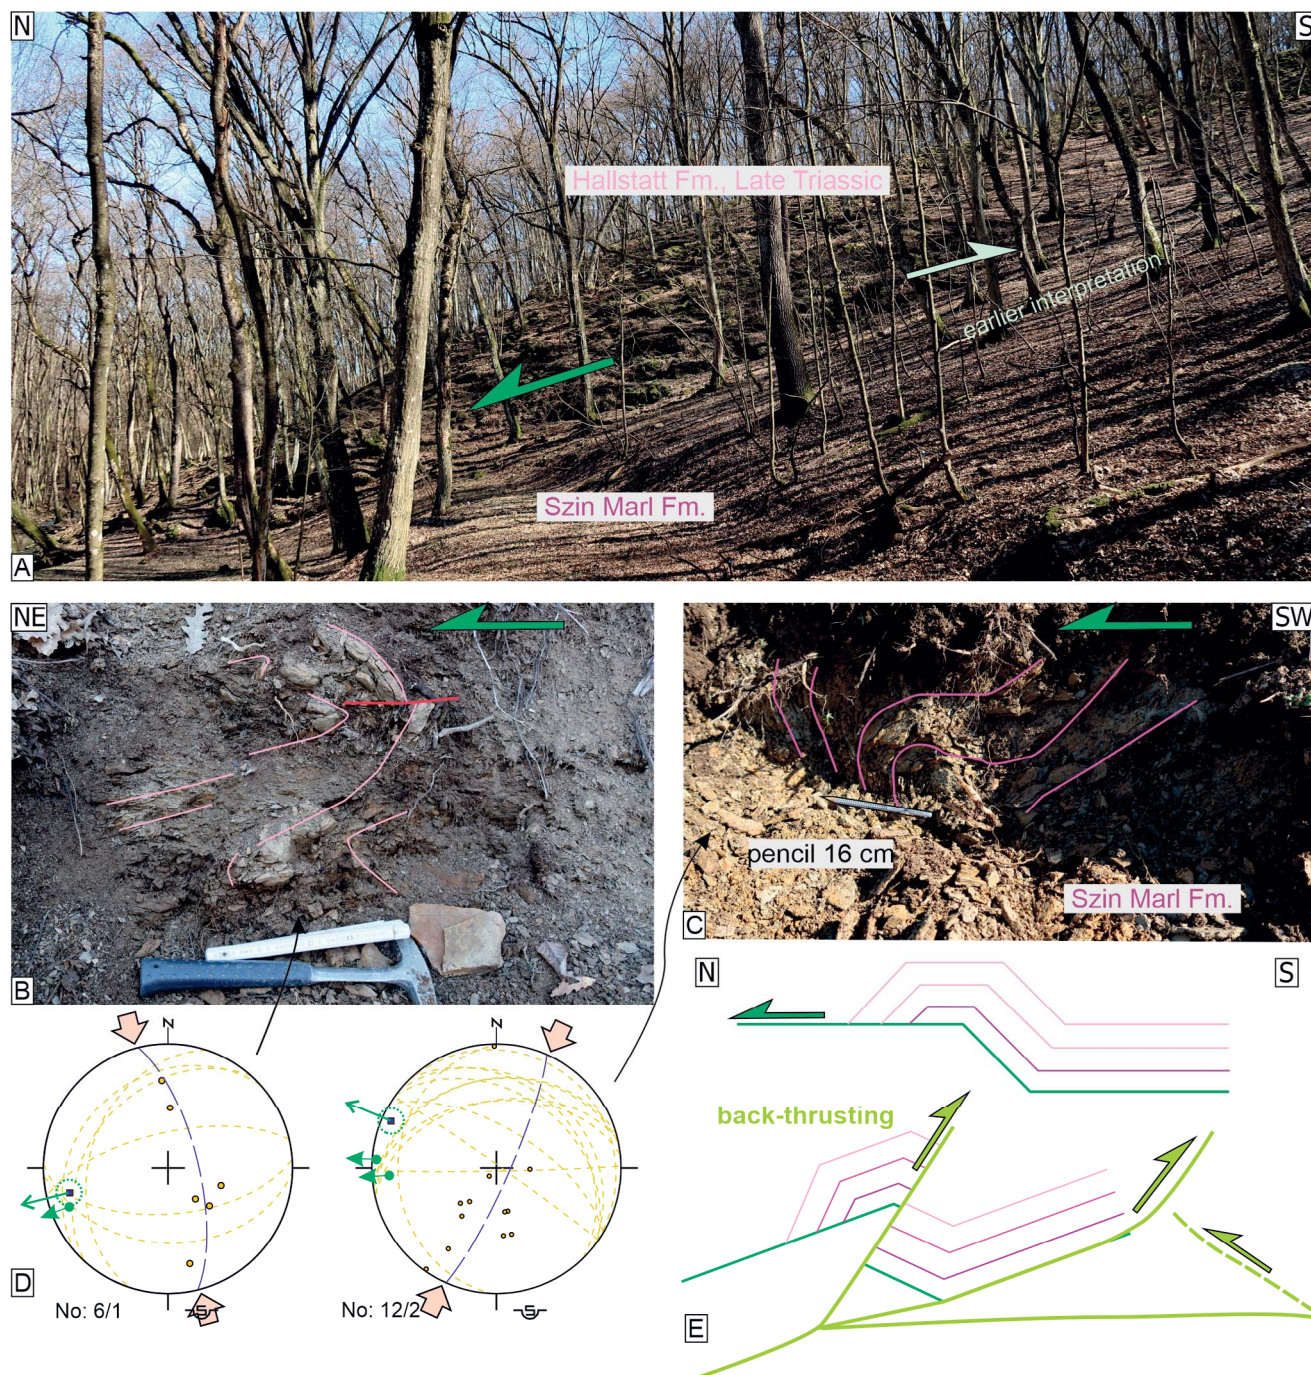 N
S
Hallstatt Fm., Late Triassic
earlier interpretation
Szin Marl Fm.
A
NE
SW
pencil 16 cm
Szin Marl Fm.
C
B
N
S
N
N
back-thrusting
D
No: 6/1
S
No: 12/2
S
E